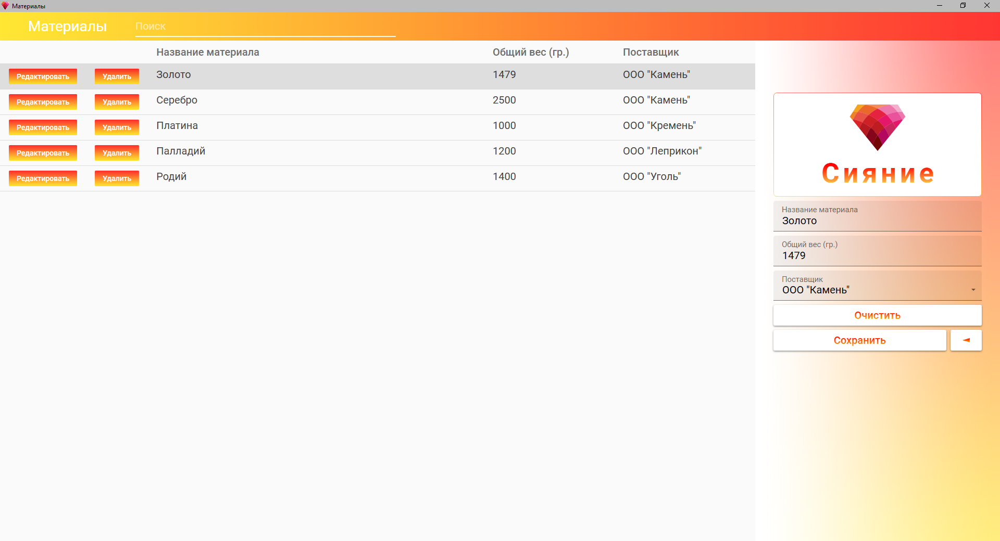 Материалы
Материалы
Поиск
Название материала Общий вес (гр.) Поставщик
Редактировать Удалить Золото 1479 ООО "Камень"
Редактировать Удалить Серебро 2500 ООО "Камень"
Редактировать Удалить Платина 1000 ООО "Кремень"
Редактировать Удалить Палладий 1200 ООО "Леприкон"
Редактировать Удалить Родий 1400 ООО "Уголь"
Сияние
Название материала
Золото
Общий вес (гр.)
1479
Поставщик
ООО "Камень"
Очистить
Сохранить